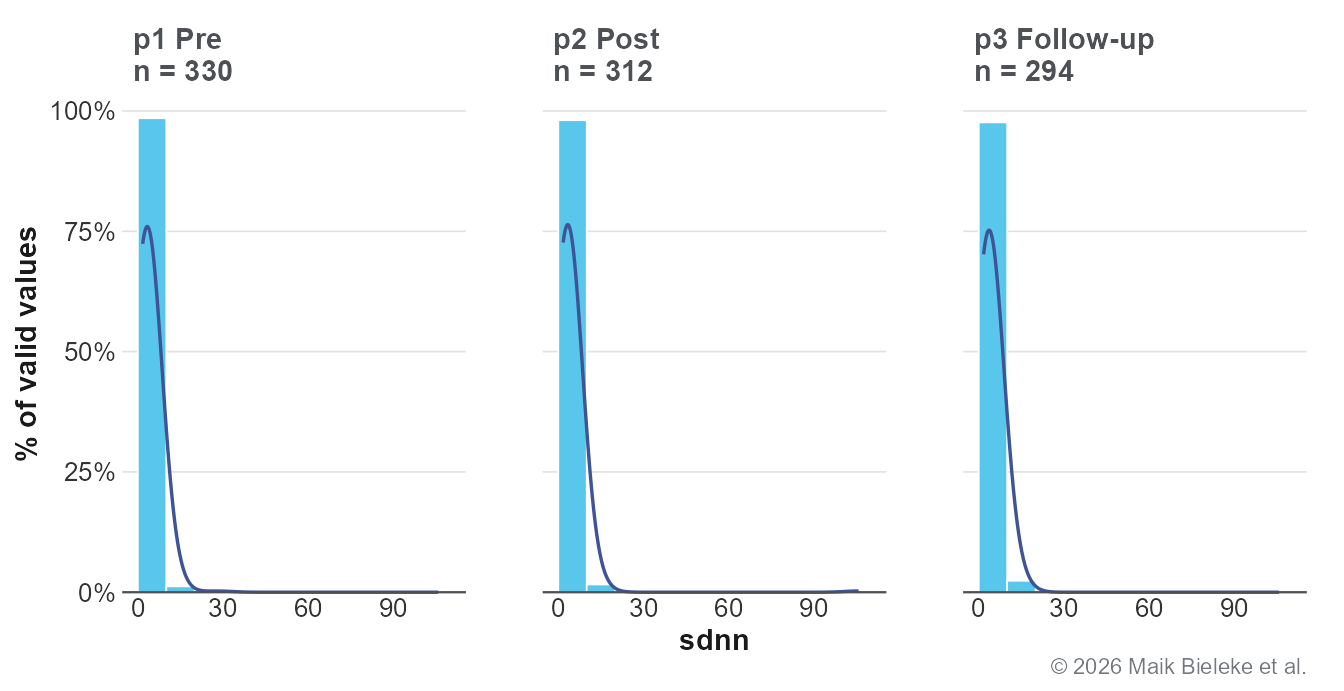 p1 Pre
n = 330
p2 Post
n = 312
p3 Follow-up
n = 294
% of valid values
100%
75%
50%
25%
0%
0 30 60 90
0 30 60 90
0 30 60 90
sdnn
© 2026 Maik Bieleke et al.